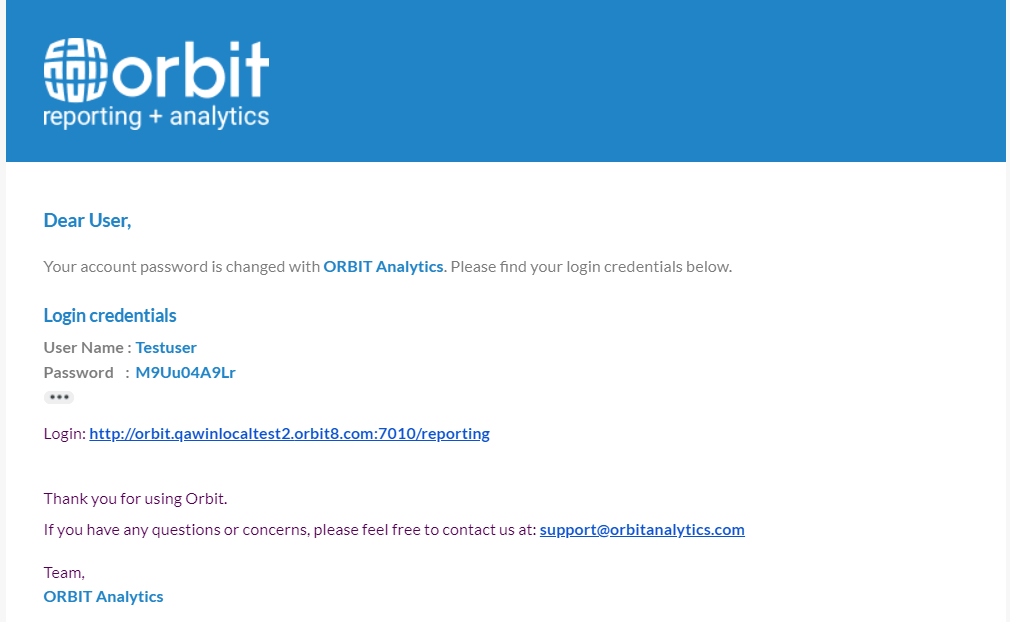 orbit
reporting + analytics
Dear User,
Your account password is changed with ORBIT Analytics. Please find your login credentials below.
Login credentials
User Name : Testuser
Password : M9Uu04A9Lr
Login: http://orbit.qawinlocaltest2.orbit8.com:7010/reporting
Thank you for using Orbit.
If you have any questions or concerns, please feel free to contact us at: support@orbitanalytics.com
Team,
ORBIT Analytics